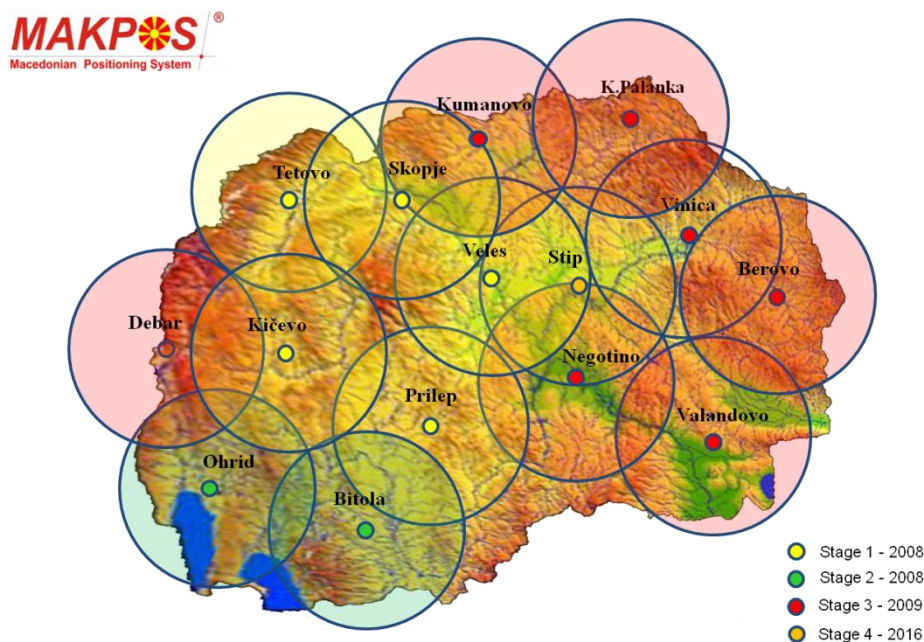 MAKPOS®
Macedonian Positioning System
K.Palanka
Kumanovo
Tetovo
Skopje
Vinica
Veles
Stip
Berovo
Debar
Kičevo
Negotino
Prilep
Valandovo
Ohrid
Bitola
Stage 1 - 2008
Stage 2 - 2008
Stage 3 - 2009
Stage 4 - 2016